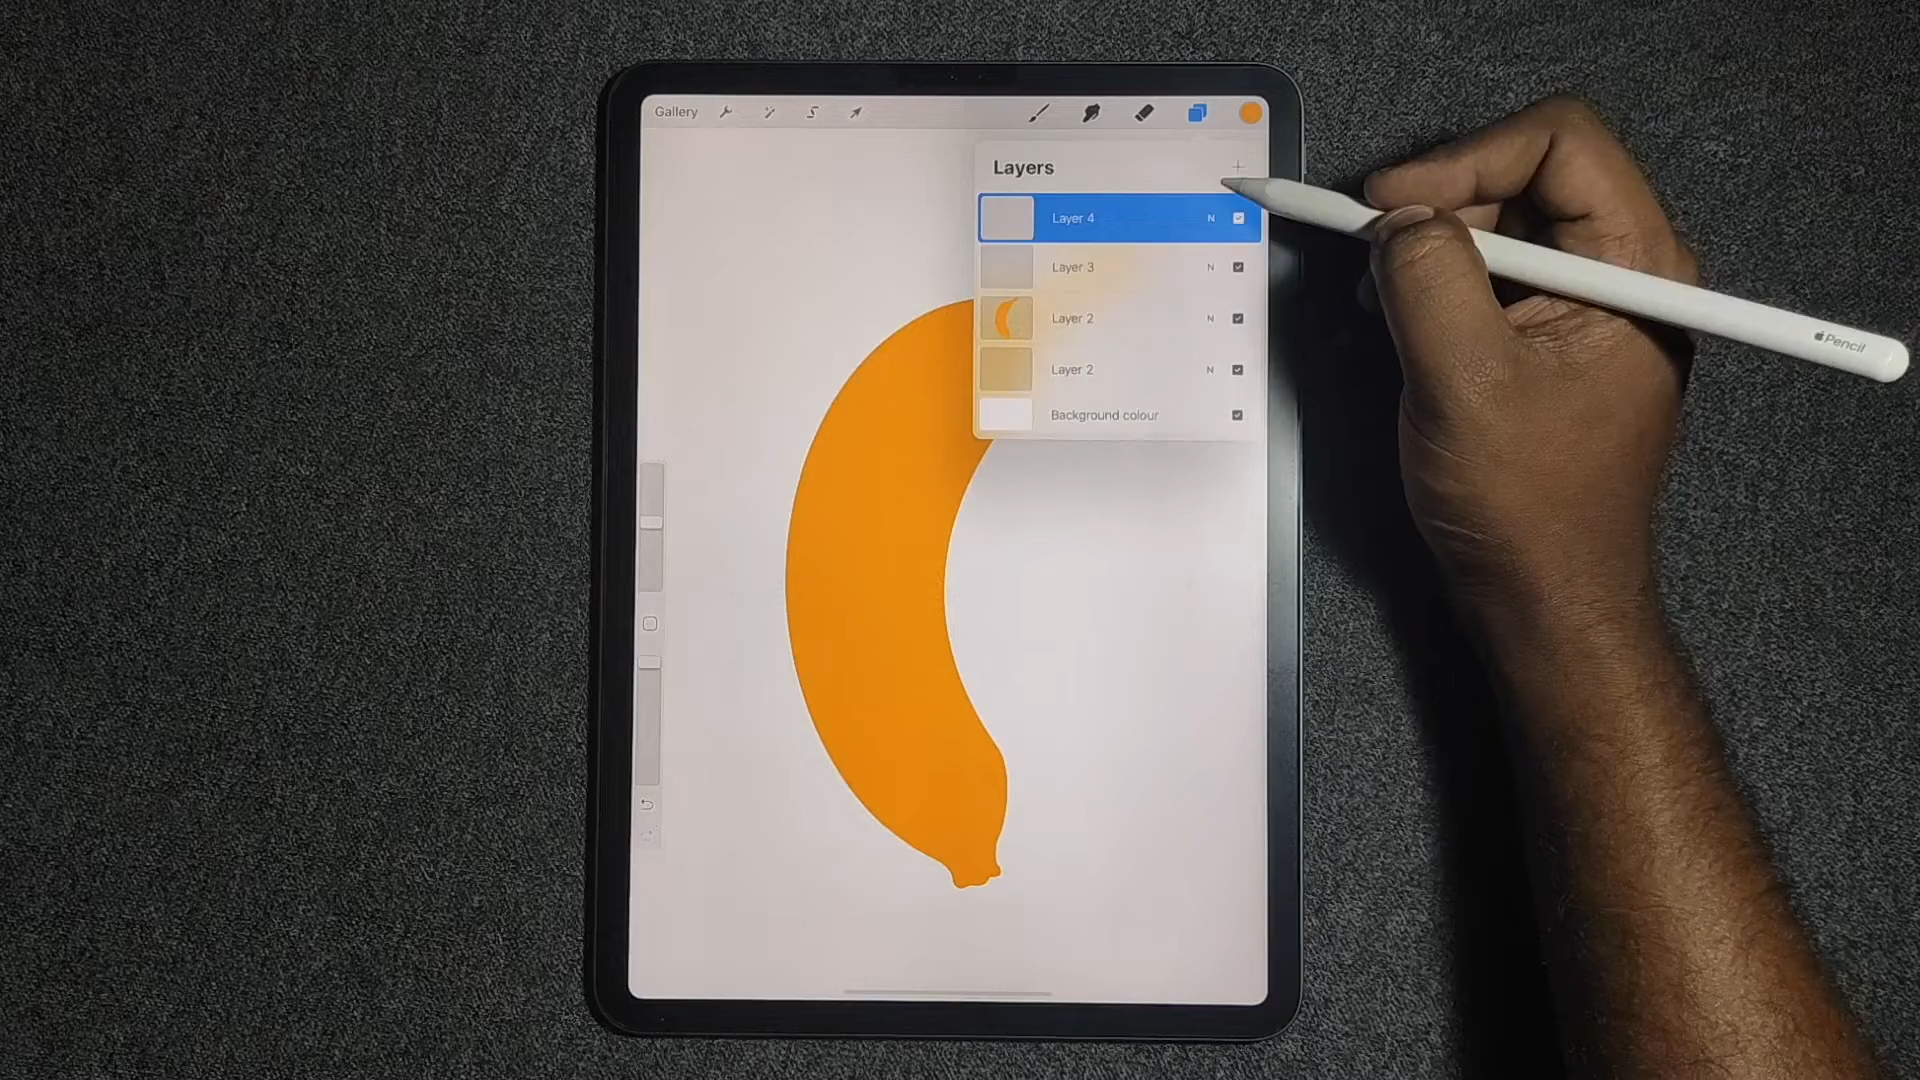 Gallery
Layers
Layer 4 N
Layer 3 N
Layer 2 N
Layer 2 N
Background colour
Pencil